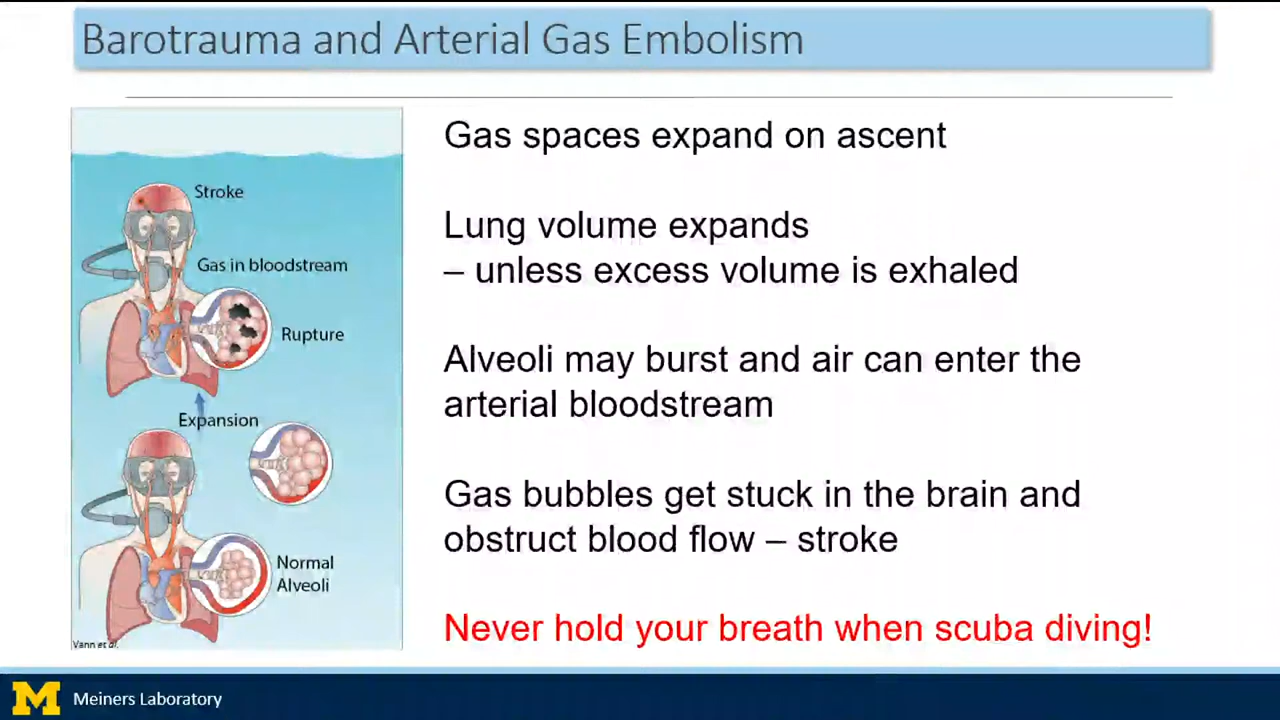 Barotrauma and Arterial Gas Embolism
Stroke
Gas in bloodstream
Rupture
Expansion
Normal
Alveoli
Vann et al.
Gas spaces expand on ascent
Lung volume expands
– unless excess volume is exhaled
Alveoli may burst and air can enter the
arterial bloodstream
Gas bubbles get stuck in the brain and
obstruct blood flow – stroke
Never hold your breath when scuba diving!
M
Meiners Laboratory